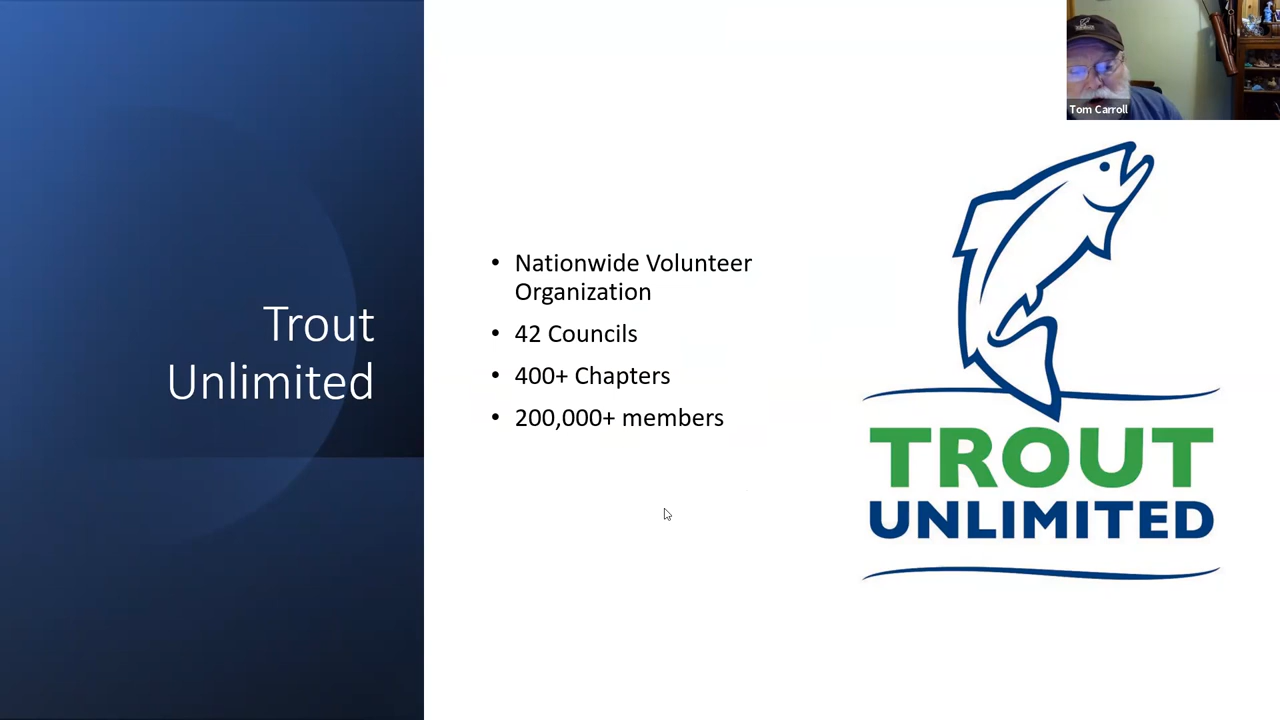 Trout
Unlimited
• Nationwide Volunteer
Organization
• 42 Councils
• 400+ Chapters
• 200,000+ members
Tom Carroll
TROUT
UNLIMITED